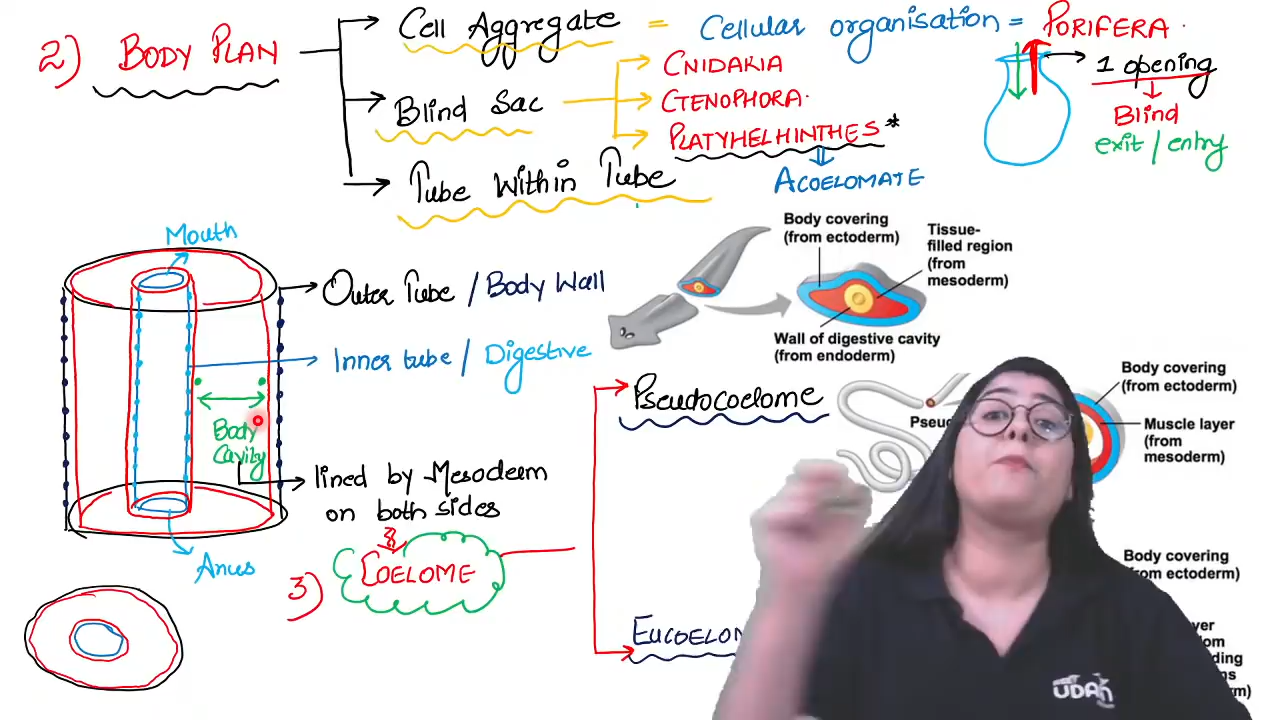 2) BODY PLAN
Cell Aggregate = Cellular organisation = PORIFERA
Blind Sac
CNIDARIA
CTENOPHORA
PLATYHELHINTHES*
ACOELOMATE
Tube Within Tube
1 opening
Blind
exit / entry
Mouth
Outer Tube / Body Wall
Inner tube / Digestive
Body
Cavity
lined by Mesoderm
on both sides
Anus
3) COELOME
Body covering
(from ectoderm)
Tissue-
filled region
(from
mesoderm)
Wall of digestive cavity
(from endoderm)
Pseudocoelome
Body covering
(from ectoderm)
Muscle layer
(from
mesoderm)
Body covering
(from ectoderm)
UDAN